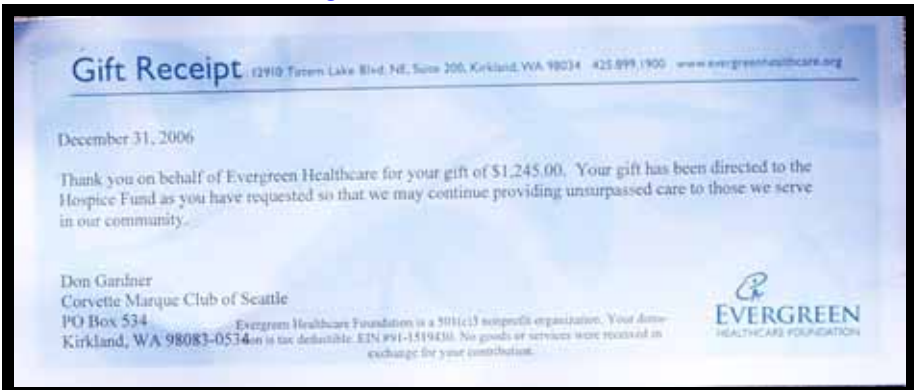 Gift Receipt 12910 Totem Lake Blvd. NE, Suite 200, Kirkland, WA 98034 425.899.1900 www.evergreenhealthcare.org
December 31, 2006
Thank you on behalf of Evergreen Healthcare for your gift of $1,245.00. Your gift has been directed to the
Hospice Fund as you have requested so that we may continue providing unsurpassed care to those we serve
in our community.
Don Gardner
Corvette Marque Club of Seattle
PO Box 534
Kirkland, WA 98083-0534
Evergreen Healthcare Foundation is a 501(c)3 nonprofit organization. Your dona-
tion is tax deductible. EIN #91-1519430. No goods or services were received in
exchange for your contribution.
EVERGREEN
HEALTHCARE FOUNDATION